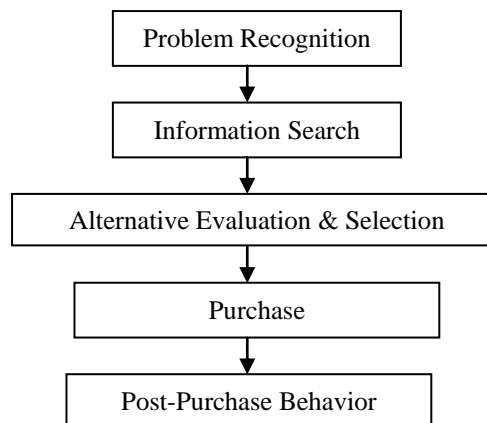 Problem Recognition
Information Search
Alternative Evaluation & Selection
Purchase
Post-Purchase Behavior